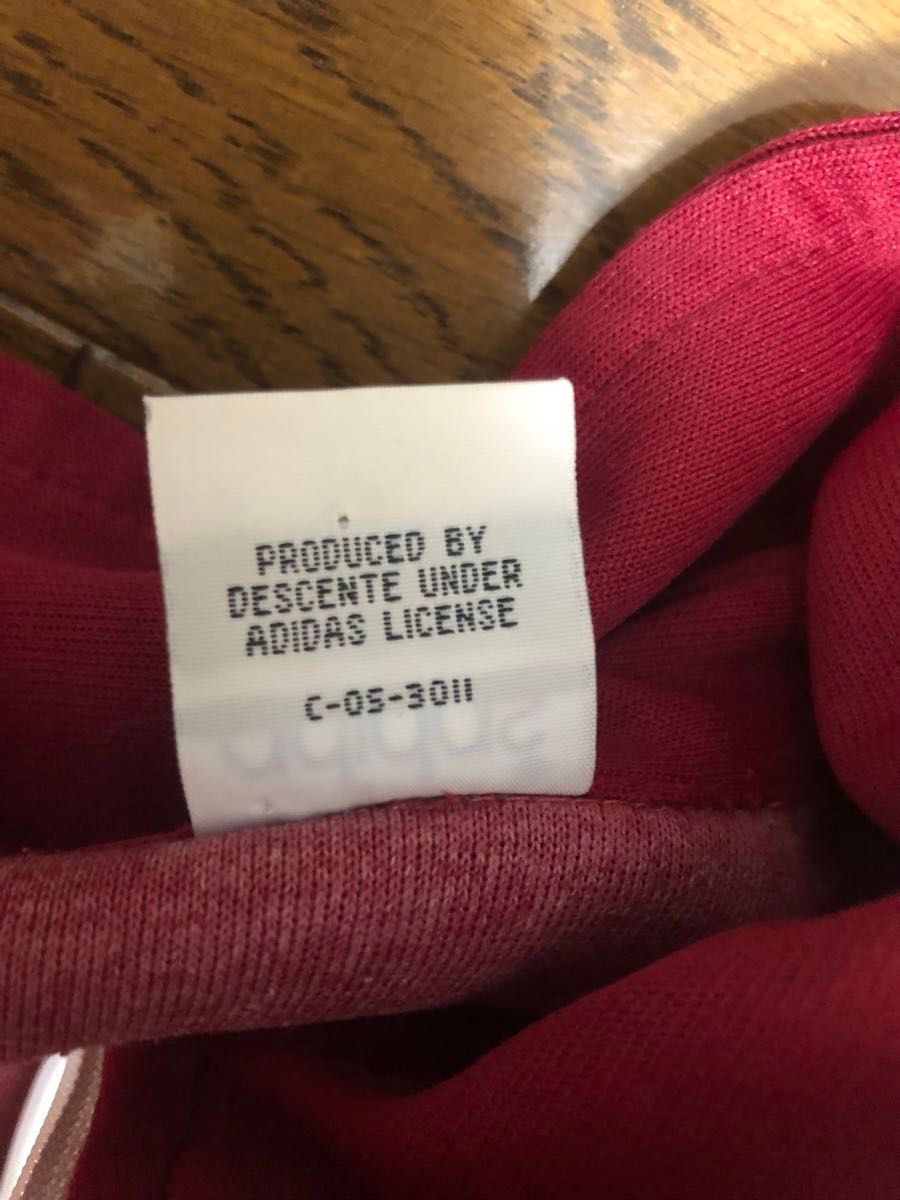 PRODUCED BY
DESCENTE UNDER
ADIDAS LICENSE
C-05-3011